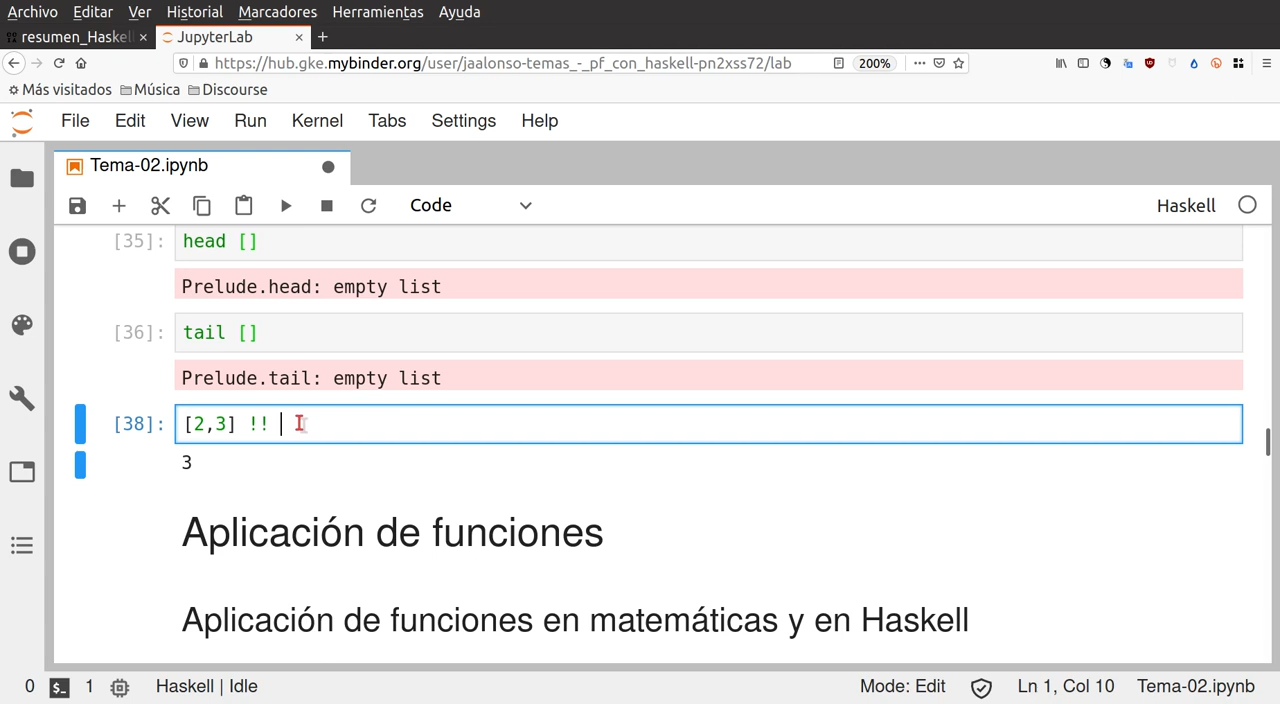 Archivo Editar Ver Historial Marcadores Herramientas Ayuda
resumen_Haskel × JupyterLab × +
https://hub.gke.mybinder.org/user/jaalonso-temas_-_pf_con_haskell-pn2xss72/lab 200%
Más visitados Música Discourse
File Edit View Run Kernel Tabs Settings Help
Tema-02.ipynb
Code Haskell
[35]: head []
Prelude.head: empty list
[36]: tail []
Prelude.tail: empty list
[38]: [2,3] !!
3
Aplicación de funciones
Aplicación de funciones en matemáticas y en Haskell
0 $_ 1 Haskell | Idle Mode: Edit Ln 1, Col 10 Tema-02.ipynb